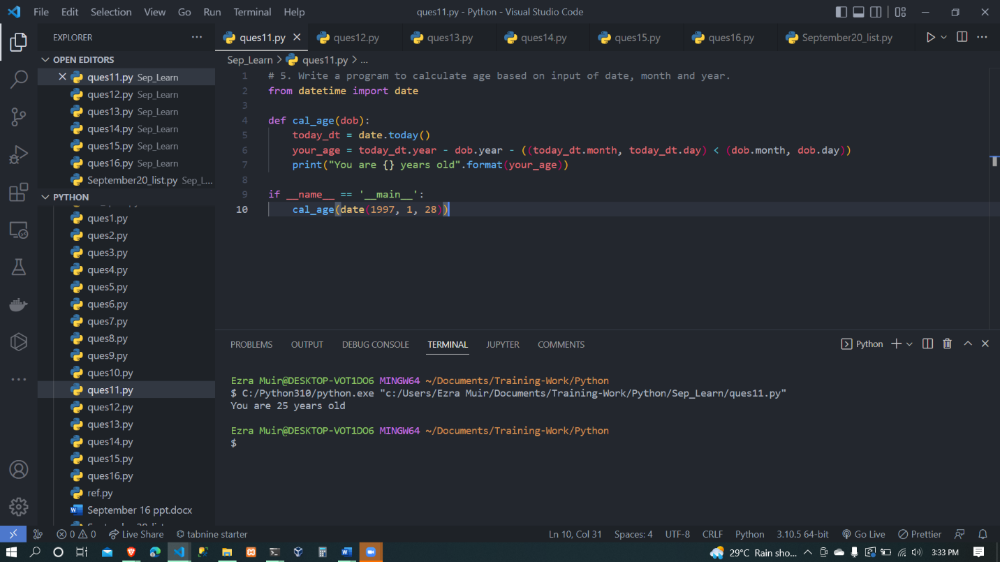 File Edit Selection View Go Run Terminal Help ques11.py - Python - Visual Studio Code
EXPLORER
OPEN EDITORS
ques11.py Sep_Learn
ques12.py Sep_Learn
ques13.py Sep_Learn
ques14.py Sep_Learn
ques15.py Sep_Learn
ques16.py Sep_Learn
September20_list.py Sep_L...
PYTHON
ques1.py
ques2.py
ques3.py
ques4.py
ques5.py
ques6.py
ques7.py
ques8.py
ques9.py
ques10.py
ques11.py
ques12.py
ques13.py
ques14.py
ques15.py
ques16.py
ref.py
September 16 ppt.docx
ques11.py ques12.py ques13.py ques14.py ques15.py ques16.py September20_list.py
Sep_Learn > ques11.py > ...
1 # 5. Write a program to calculate age based on input of date, month and year.
2 from datetime import date
3
4 def cal_age(dob):
5 today_dt = date.today()
6 your_age = today_dt.year - dob.year - ((today_dt.month, today_dt.day) < (dob.month, dob.day))
7 print("You are {} years old".format(your_age))
8
9 if __name__ == '__main__':
10 cal_age(date(1997, 1, 28))
PROBLEMS OUTPUT DEBUG CONSOLE TERMINAL JUPYTER COMMENTS Python
Ezra Muir@DESKTOP-VOT1DO6 MINGW64 ~/Documents/Training-Work/Python
$ C:/Python310/python.exe "c:/Users/Ezra Muir/Documents/Training-Work/Python/Sep_Learn/ques11.py"
You are 25 years old
Ezra Muir@DESKTOP-VOT1DO6 MINGW64 ~/Documents/Training-Work/Python
$
0 0 Live Share tabnine starter Ln 10, Col 31 Spaces: 4 UTF-8 CRLF Python 3.10.5 64-bit Go Live Prettier
29°C Rain sho... 3:33 PM